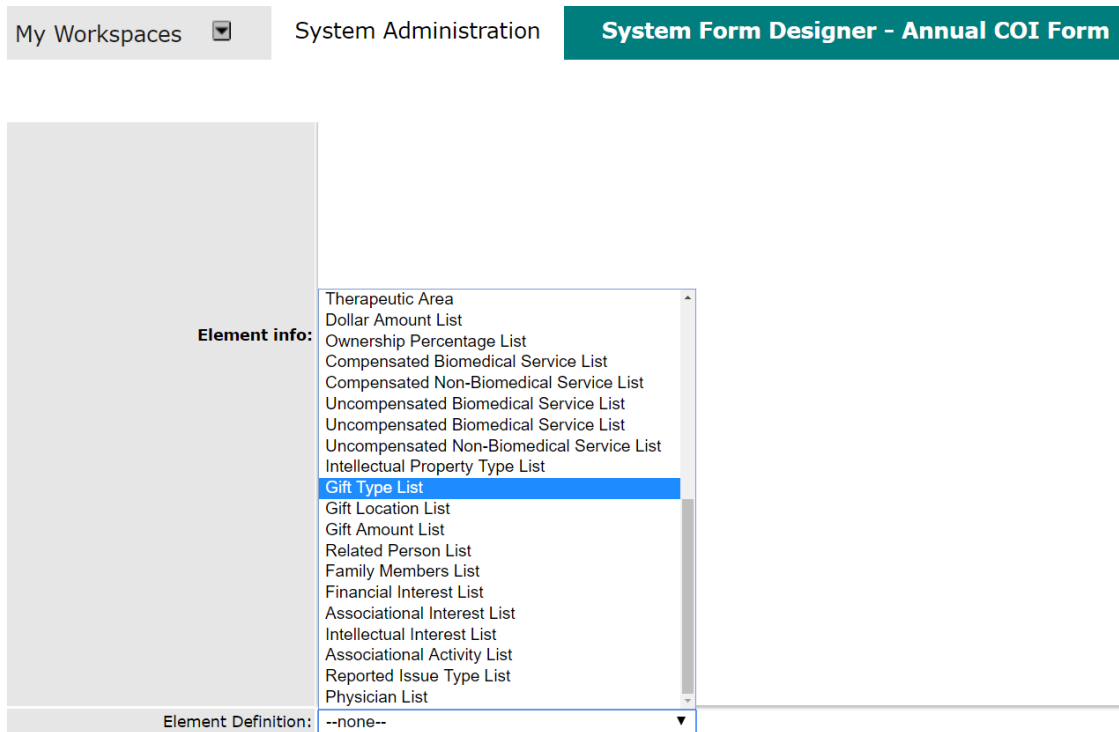 My Workspaces
System Administration
System Form Designer - Annual COI Form
Element info:
Therapeutic Area
Dollar Amount List
Ownership Percentage List
Compensated Biomedical Service List
Compensated Non-Biomedical Service List
Uncompensated Biomedical Service List
Uncompensated Biomedical Service List
Uncompensated Non-Biomedical Service List
Intellectual Property Type List
Gift Type List
Gift Location List
Gift Amount List
Related Person List
Family Members List
Financial Interest List
Associational Interest List
Intellectual Interest List
Associational Activity List
Reported Issue Type List
Physician List
Element Definition: --none--